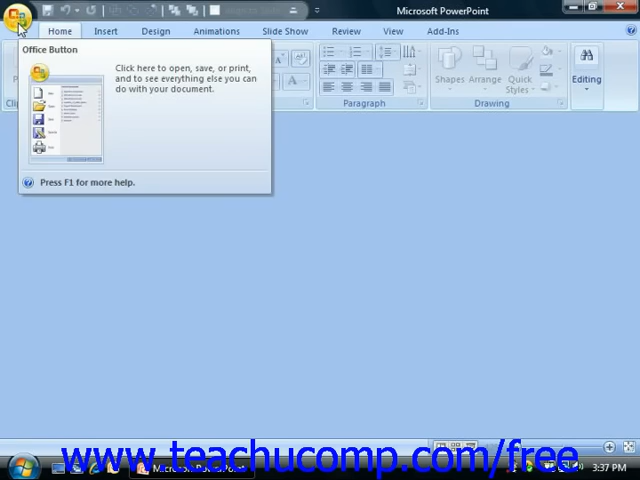 Microsoft PowerPoint
Home Insert Design Animations Slide Show Review View Add-Ins
Office Button
Click here to open, save, or print,
and to see everything else you can
do with your document.
Press F1 for more help.
Shapes Arrange Quick
Styles
Editing
Paragraph Drawing
www.teachucomp.com/free
Microsoft PowerPoint
3:37 PM